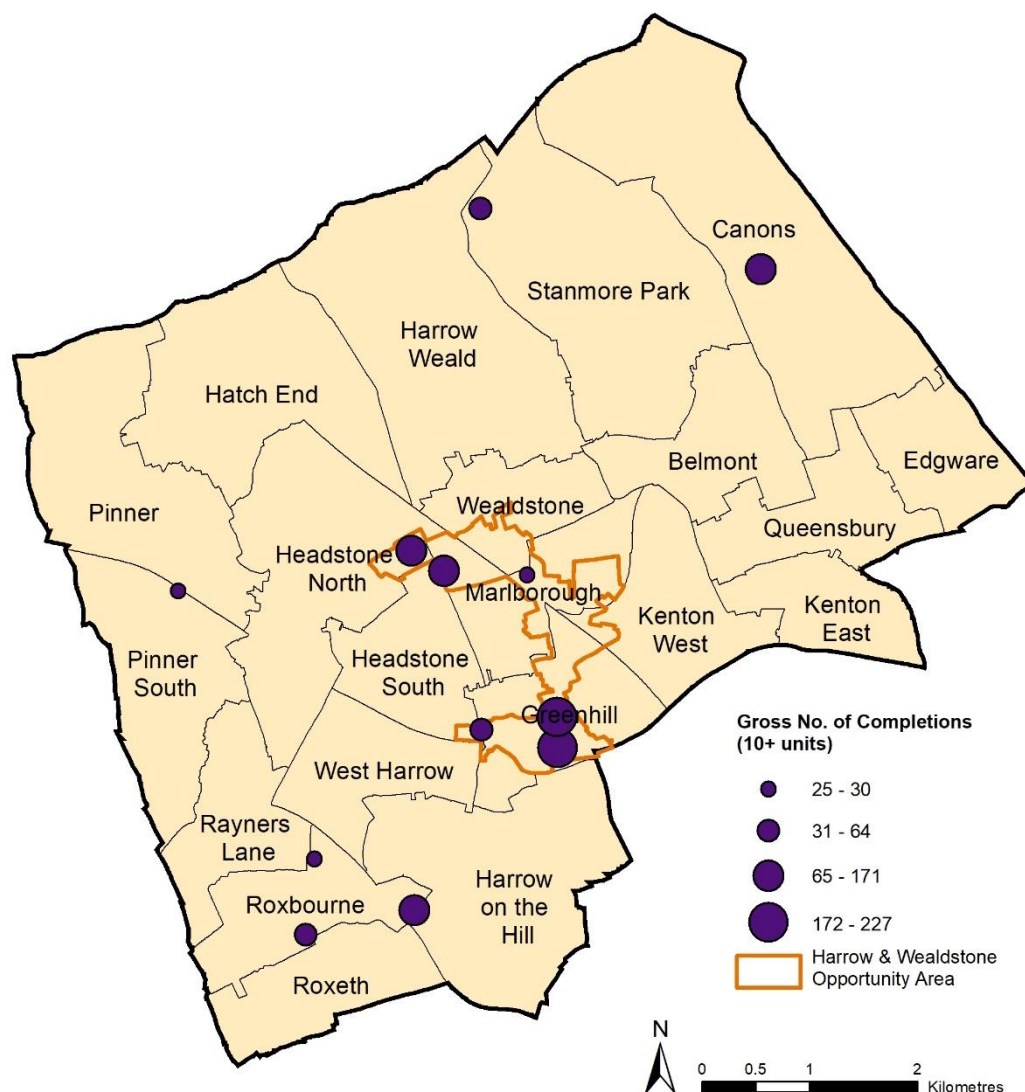 Canons
Stanmore Park
Harrow
Weald
Hatch End
Belmont
Edgware
Pinner
Wealdstone
Queensbury
Headstone
North
Marlborough
Kenton
West
Kenton
East
Pinner
South
Headstone
South
Greenhill
West Harrow
Rayners
Lane
Roxbourne
Harrow
on the
Hill
Roxeth
Gross No. of Completions
(10+ units)
25 - 30
31 - 64
65 - 171
172 - 227
Harrow & Wealdstone
Opportunity Area
N
0 0.5 1 2
Kilometres